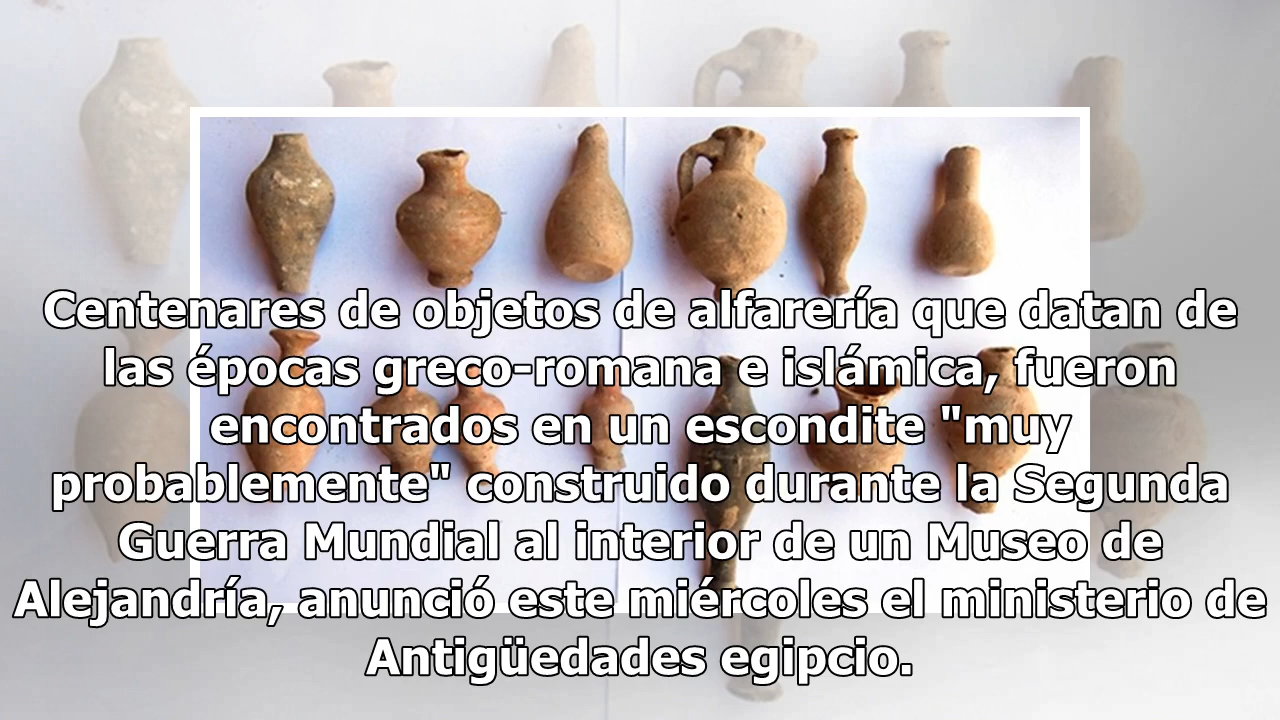 Centenares de objetos de alfarería que datan de
las épocas greco-romana e islámica, fueron
encontrados en un escondite "muy
probablemente" construido durante la Segunda
Guerra Mundial al interior de un Museo de
Alejandría, anunció este miércoles el ministerio de
Antigüedades egipcio.